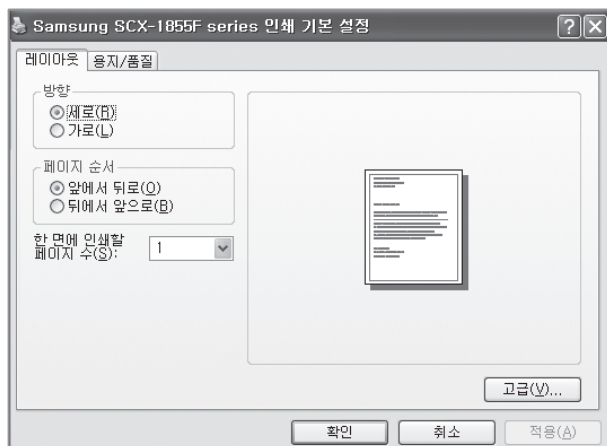 Samsung SCX-1855F series 인쇄 기본 설정
레이아웃 용지/품질
방향
세로(R)
가로(L)
페이지 순서
앞에서 뒤로(O)
뒤에서 앞으로(B)
한 면에 인쇄할
페이지 수(S):
1
고급(V)...
확인 취소 적용(A)